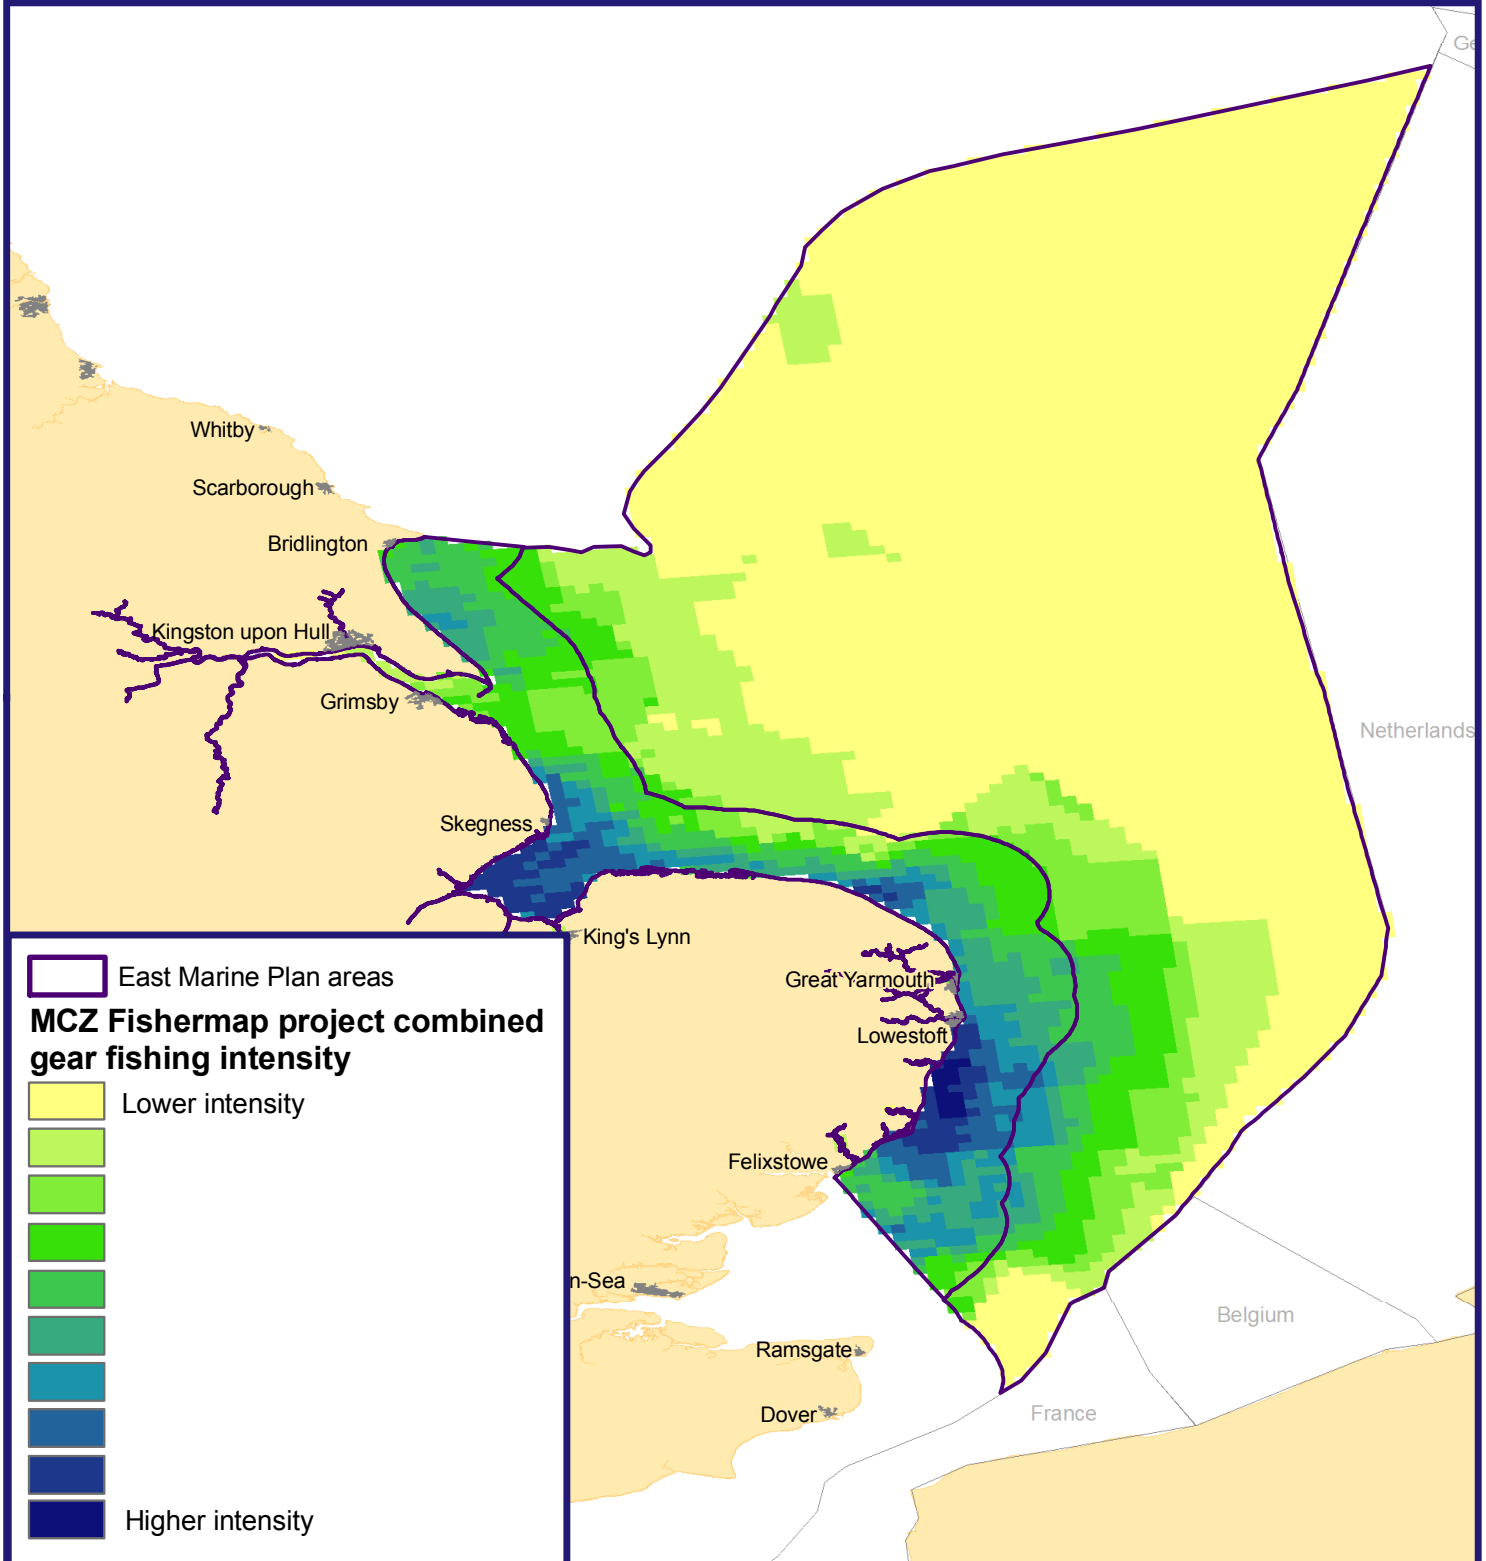 Ge
Whitby
Scarborough
Bridlington
Kingston upon Hull
Grimsby
Netherlands
Skegness
King's Lynn
Great Yarmouth
Lowestoft
Felixstowe
n-Sea
Belgium
Ramsgate
Dover
France
East Marine Plan areas
MCZ Fishermap project combined
gear fishing intensity
Lower intensity
Higher intensity